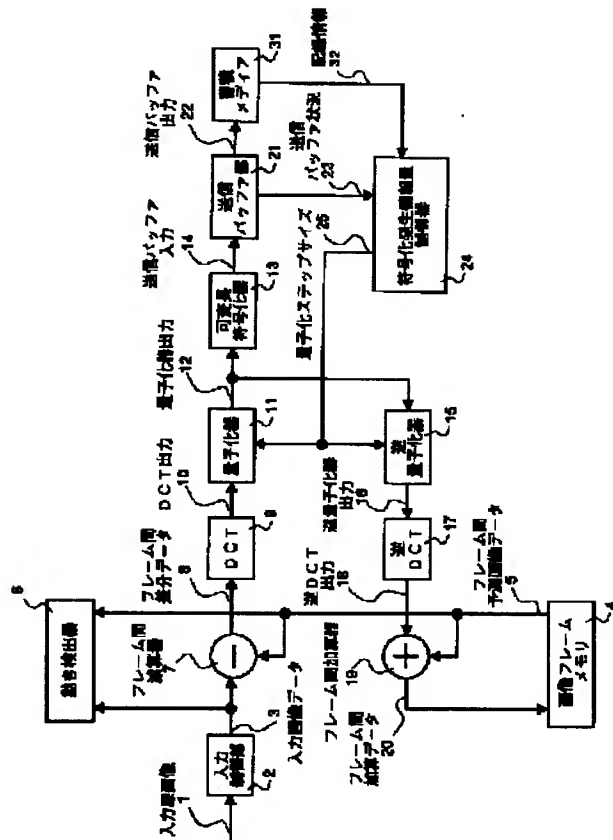 6
動き検出器
入力原画像
1
入力
制御部
2
3
入力画像データ
フレーム間
減算器
7
フレーム間
差分データ
8
DCT
9
DCT出力
10
量子化器
11
量子化器出力
12
可変長
符号化器
13
送信バッファ入力
14
送信
バッファ部
21
送信バッファ
出力
22
蓄積
メディア
31
記録情報
32
送信
バッファ状況
23
符号化発生情報量
制御器
24
量子化ステップサイズ
25
逆
量子化器
15
逆量子化器
出力
16
逆
DCT
17
逆DCT
出力
18
フレーム間加算器
19
フレーム間
加算データ
20
フレーム間
予測画像データ
5
画像フレーム
メモリ
4